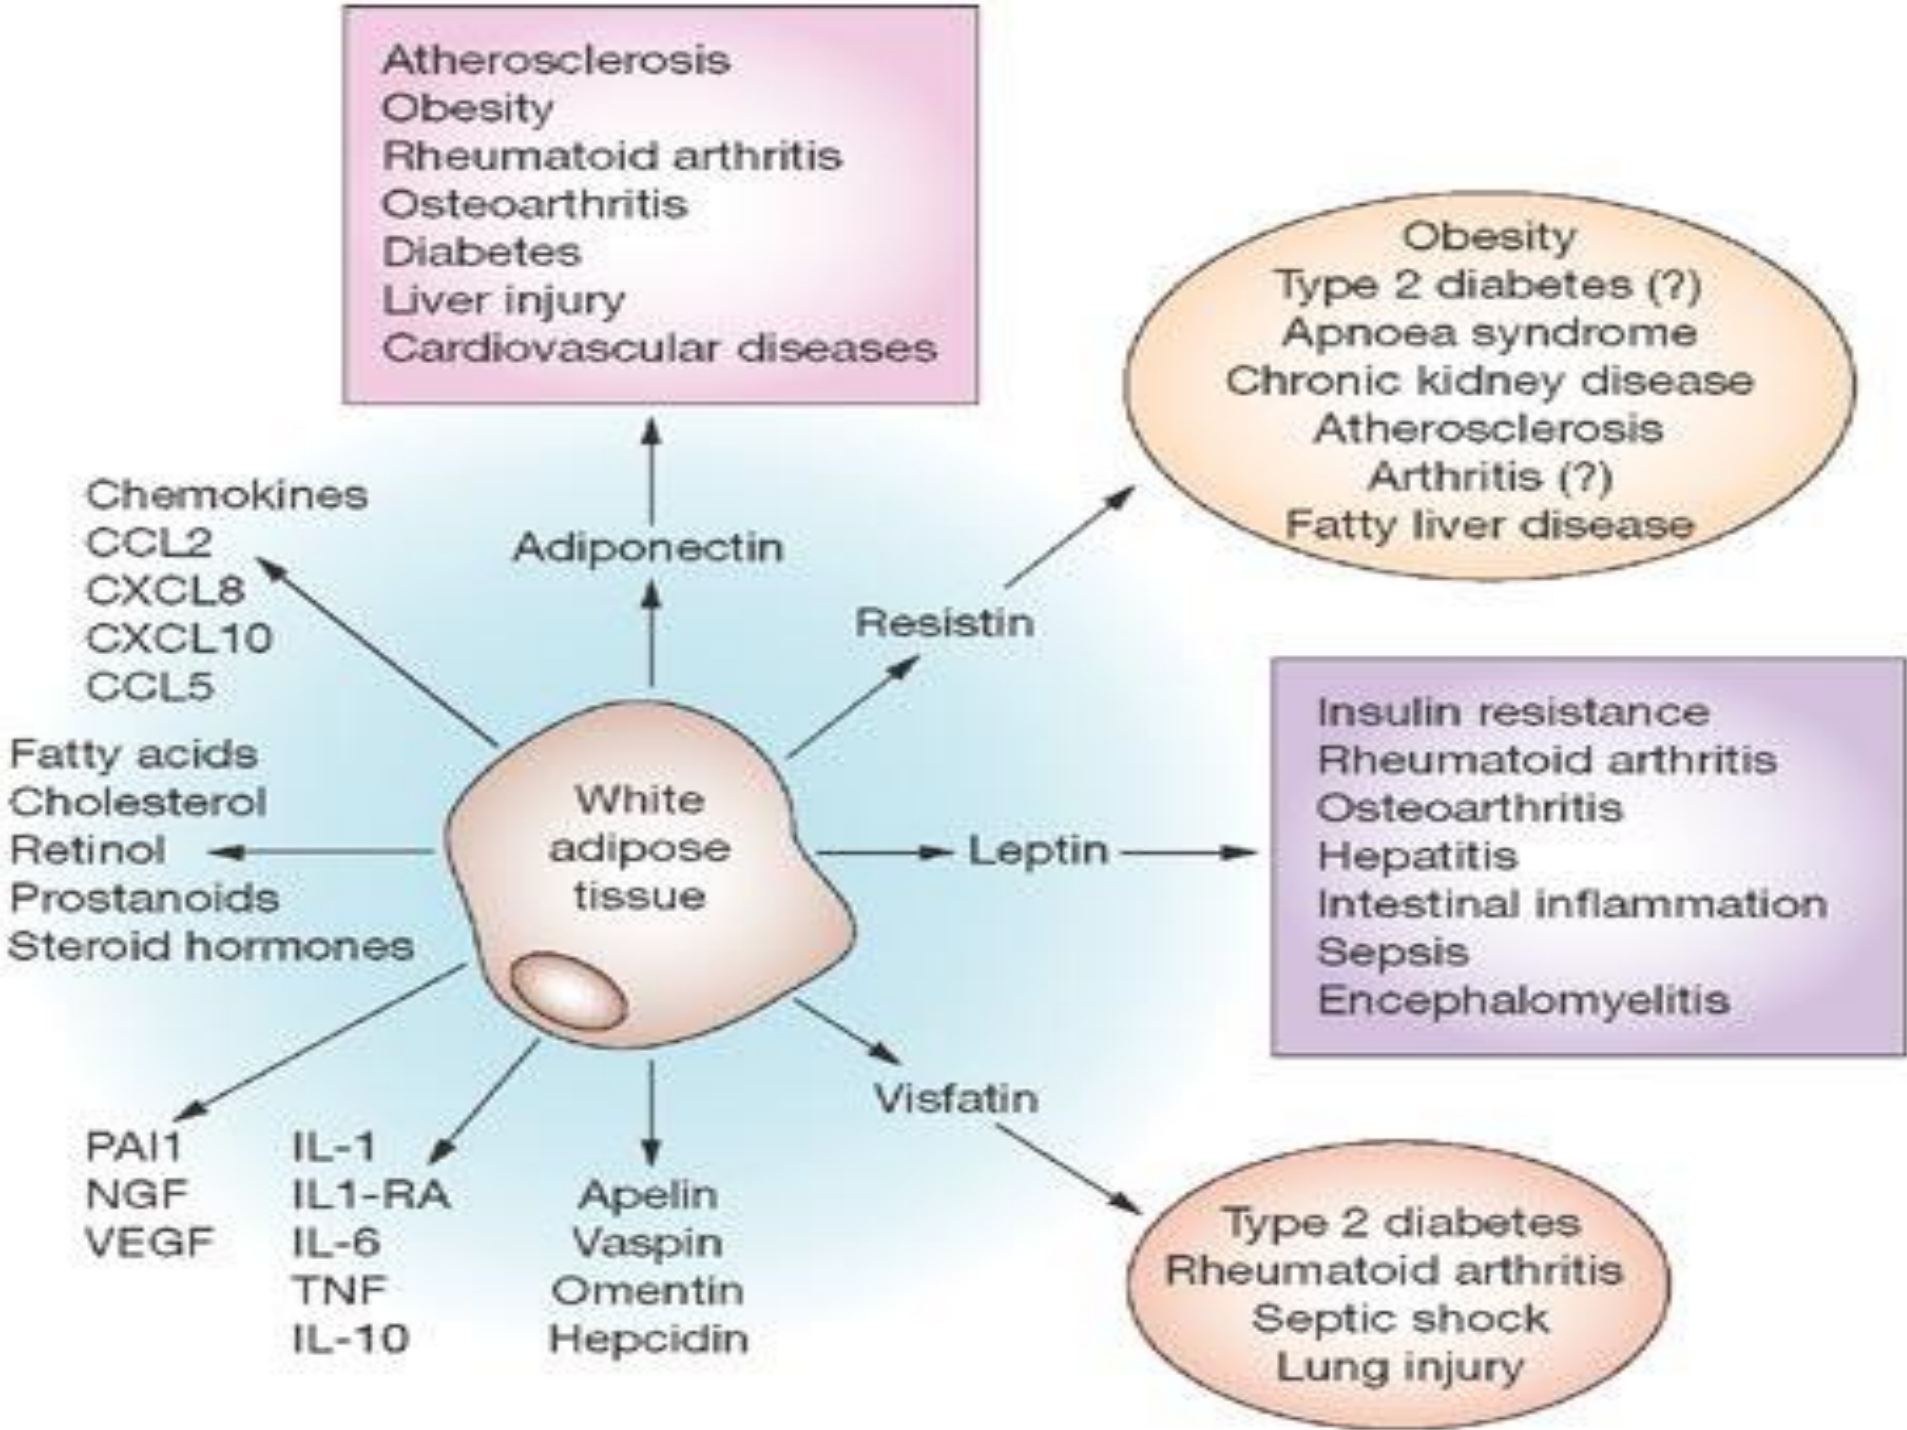 Atherosclerosis
Obesity
Rheumatoid arthritis
Osteoarthritis
Diabetes
Liver injury
Cardiovascular diseases
Obesity
Type 2 diabetes (?)
Apnoea syndrome
Chronic kidney disease
Atherosclerosis
Arthritis (?)
Fatty liver disease
Chemokines
CCL2
CXCL8
CXCL10
CCL5
Adiponectin
Resistin
Fatty acids
Cholesterol
Retinol
Prostanoids
Steroid hormones
White
adipose
tissue
Leptin
Insulin resistance
Rheumatoid arthritis
Osteoarthritis
Hepatitis
Intestinal inflammation
Sepsis
Encephalomyelitis
Visfatin
PAI1
NGF
VEGF
IL-1
IL1-RA
IL-6
TNF
IL-10
Apelin
Vaspin
Omentin
Hepcidin
Type 2 diabetes
Rheumatoid arthritis
Septic shock
Lung injury